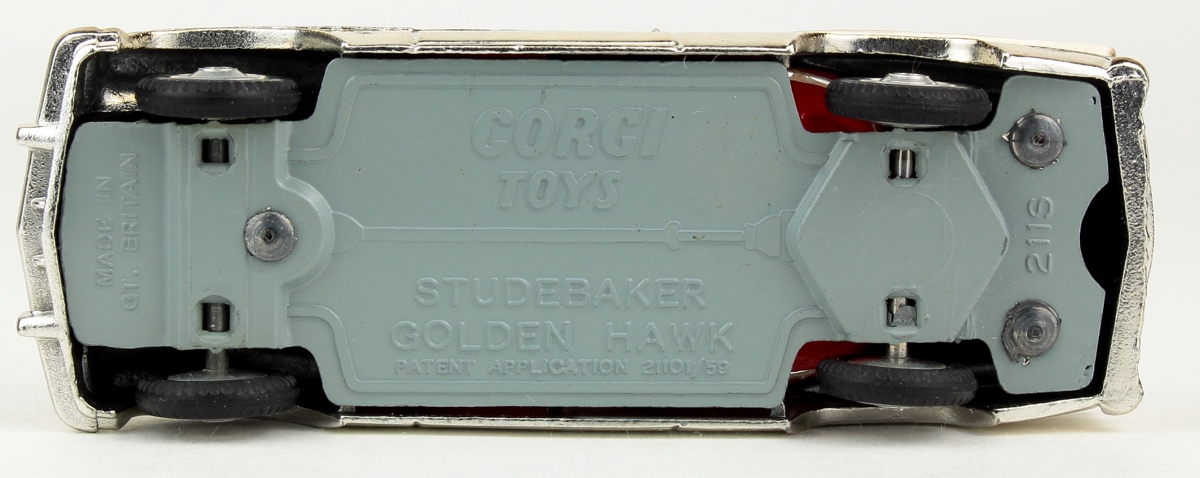 CORGI
TOYS
STUDEBAKER
GOLDEN HAWK
PATENT APPLICATION 21101/59
MADE IN
GT. BRITAIN
211S